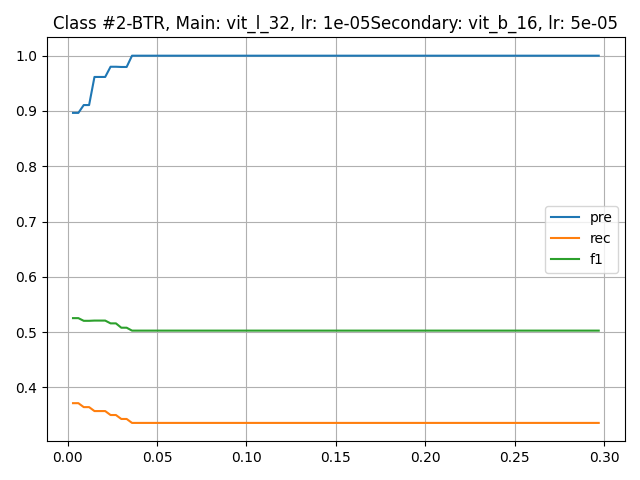 Class #2-BTR, Main: vit_l_32, lr: 1e-05Secondary: vit_b_16, lr: 5e-05
1.0
0.9
0.8
0.7
0.6
0.5
0.4
pre
rec
f1
0.00 0.05 0.10 0.15 0.20 0.25 0.30